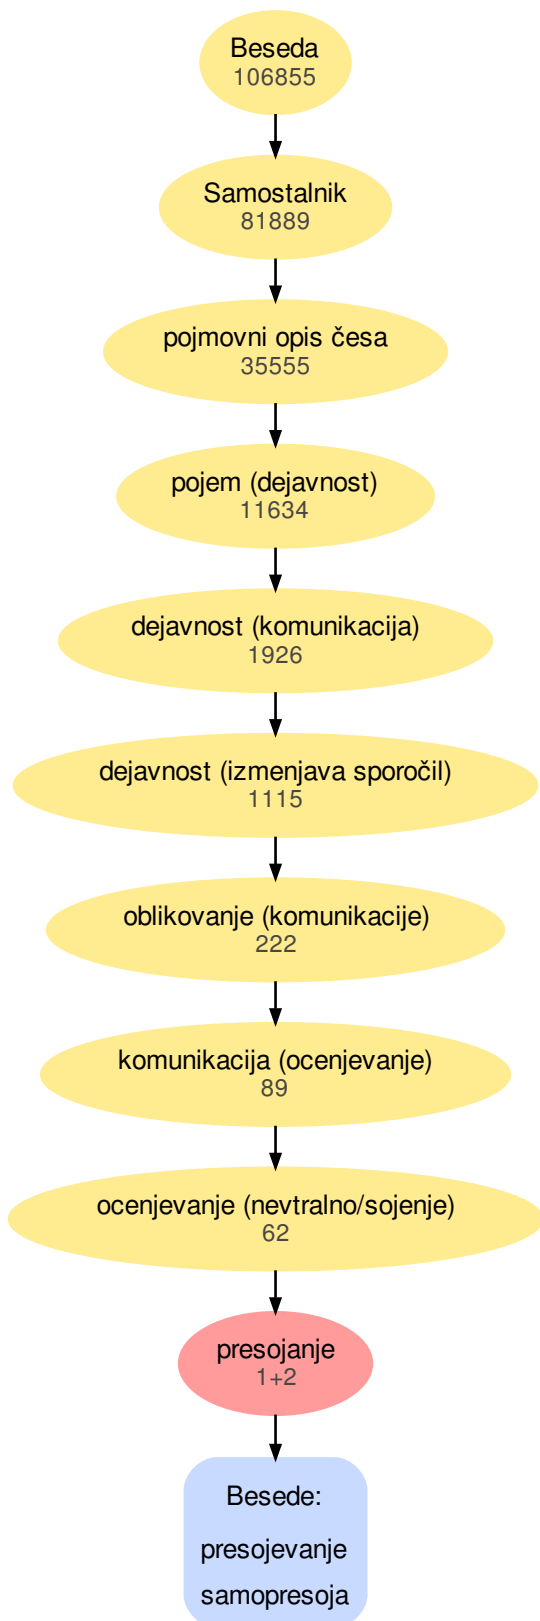 Beseda
106855
Samostalnik
81889
pojmovni opis česa
35555
pojem (dejavnost)
11634
dejavnost (komunikacija)
1926
dejavnost (izmenjava sporočil)
1115
oblikovanje (komunikacije)
222
komunikacija (ocenjevanje)
89
ocenjevanje (nevtralno/sojenje)
62
presojanje
1+2
Besede:
presojevanje
samopresoja